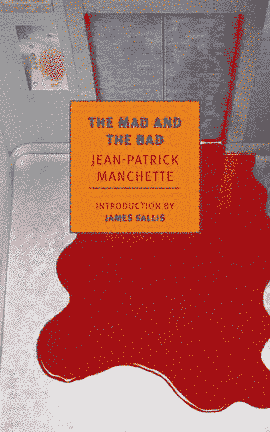 THE MAD AND
THE BAD
JEAN-PATRICK
MANCHETTE
INTRODUCTION BY
JAMES SALLIS